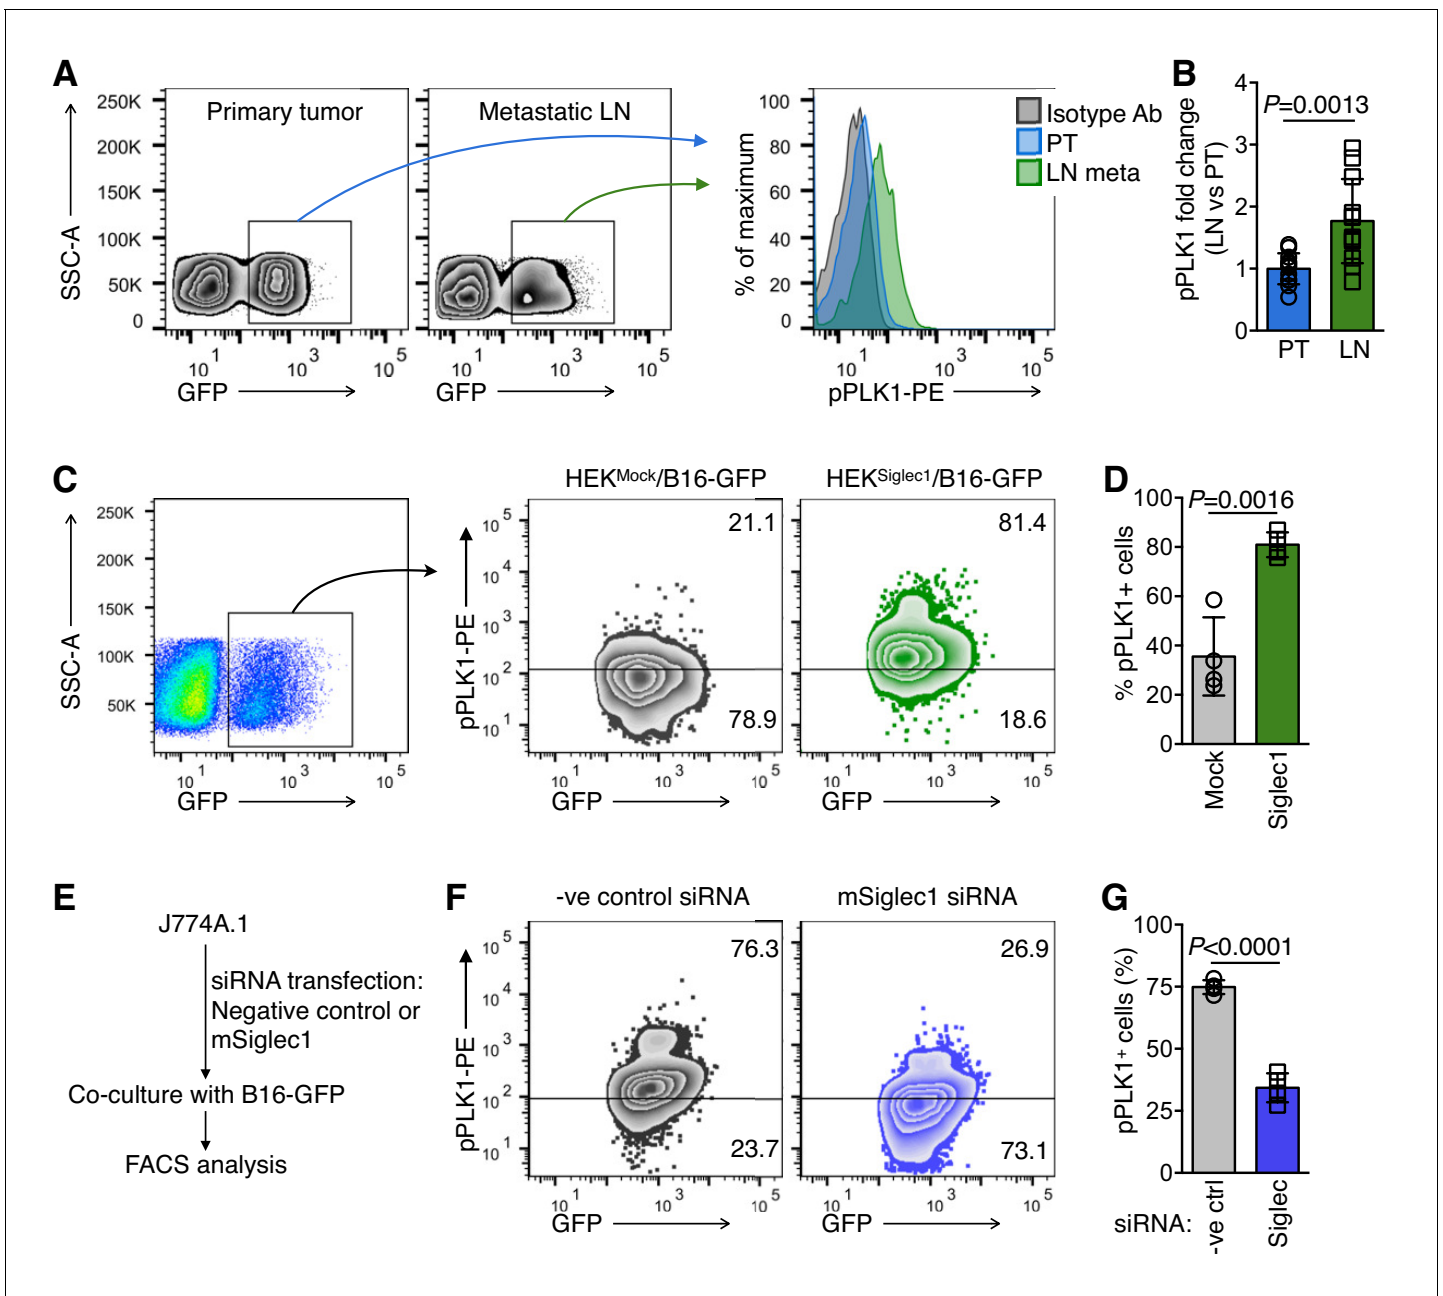 A
Primary tumor
Metastatic LN
SSC-A
250K
200K
150K
100K
50K
0
10 1
10 3
10 5
GFP
10 1
10 3
10 5
GFP
% of maximum
100
80
60
40
20
0
Isotype Ab
PT
LN meta
10 1
10 3
10 5
pPLK1-PE
B
pPLK1 fold change
(LN vs PT)
4
3
2
1
0
P=0.0013
PT
LN
C
SSC-A
250K
200K
150K
100K
50K
10 1
10 3
10 5
GFP
HEKMock/B16-GFP
pPLK1-PE
10 5
10 4
10 3
10 2
10 1
21.1
78.9
10 1
10 3
10 5
GFP
HEKSiglec1/B16-GFP
81.4
18.6
10 1
10 3
10 5
GFP
D
% pPLK1+ cells
100
80
60
40
20
0
P=0.0016
Mock
Siglec1
E
J774A.1
siRNA transfection:
Negative control or
mSiglec1
Co-culture with B16-GFP
FACS analysis
F
-ve control siRNA
pPLK1-PE
10 5
10 4
10 3
10 2
10 1
76.3
23.7
10 1
10 3
10 5
GFP
mSiglec1 siRNA
26.9
73.1
10 1
10 3
10 5
GFP
G
pPLK1+ cells (%)
100
75
50
25
0
P<0.0001
siRNA:
-ve ctrl
Siglec